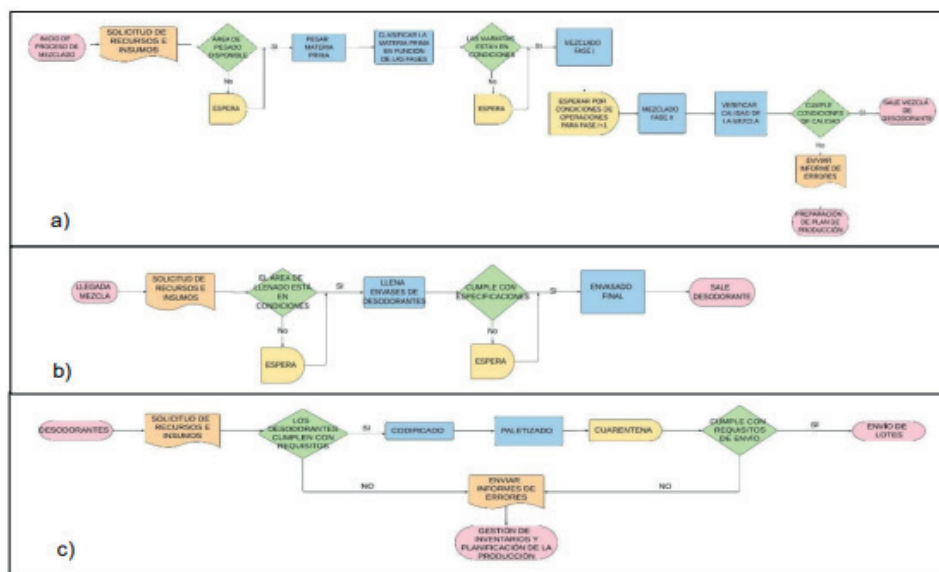 INICIO DE
PROCESO DE
MEZCLADO
SOLICITUD DE
RECURSOS E
INSUMOS
ÁREA DE
PESADO
DISPONIBLE
SI
No
ESPERA
PESAR
MATERIA
PRIMA
CLASIFICAR LA
MATERIA PRIMA
EN FUNCIÓN
DE LAS FASES
LAS MARMITAS
ESTÁN EN
CONDICIONES
SI
No
ESPERA
MEZCLADO
FASE I
ESPERAR POR
CONDICIONES DE
OPERACIONES
PARA FASE I+1
MEZCLADO
FASE
VERIFICAR
CALIDAD DE
LA MEZCLA
CUMPLE
CONDICIONES
DE CALIDAD
SI
SALE MEZCLA
DE
DESODORANTE
No
ENVIAR
INFORME DE
ERRORES
PREPARACIÓN
DE PLAN DE
PRODUCCIÓN
a)
LLEGADA
MEZCLA
SOLICITUD DE
RECURSOS E
INSUMOS
EL ÁREA DE
LLENADO ESTÁ
EN
CONDICIONES
SI
No
ESPERA
LLENA
ENVASES DE
DESODORANTES
CUMPLE CON
ESPECIFICACIONES
SI
No
ESPERA
ENVASADO
FINAL
SALE
DESODORANTE
b)
DESODORANTES
SOLICITUD DE
RECURSOS E
INSUMOS
LOS
DESODORANTES
CUMPLEN CON
REQUISITOS
SI
CODIFICADO
PALETIZADO
CUARENTENA
CUMPLE CON
REQUISITOS
DE ENVÍO
SI
ENVÍO DE
LOTES
NO
ENVIAR
INFORMES DE
ERRORES
NO
GESTIÓN DE
INVENTARIOS Y
PLANIFICACIÓN DE LA
PRODUCCIÓN
c)